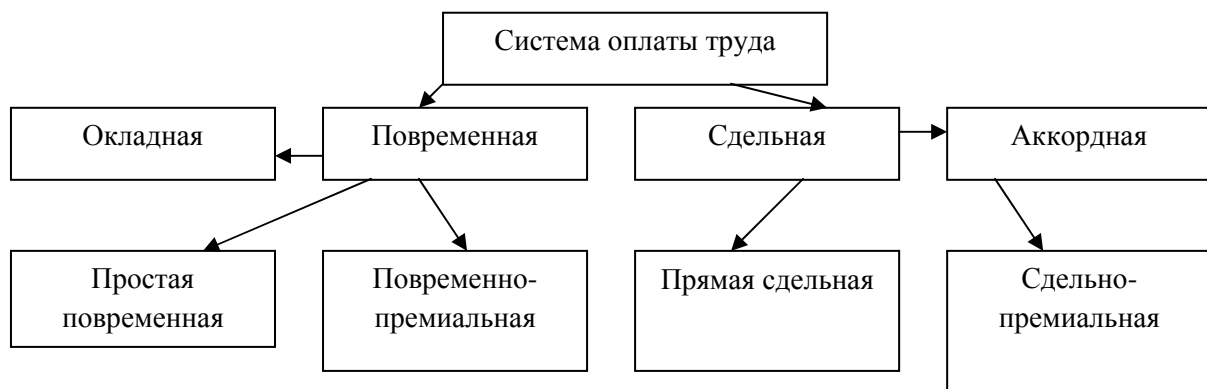 Система оплаты труда
Окладная
Повременная
Сдельная
Аккордная
Простая
повременная
Повременно-
премиальная
Прямая сдельная
Сдельно-
премиальная